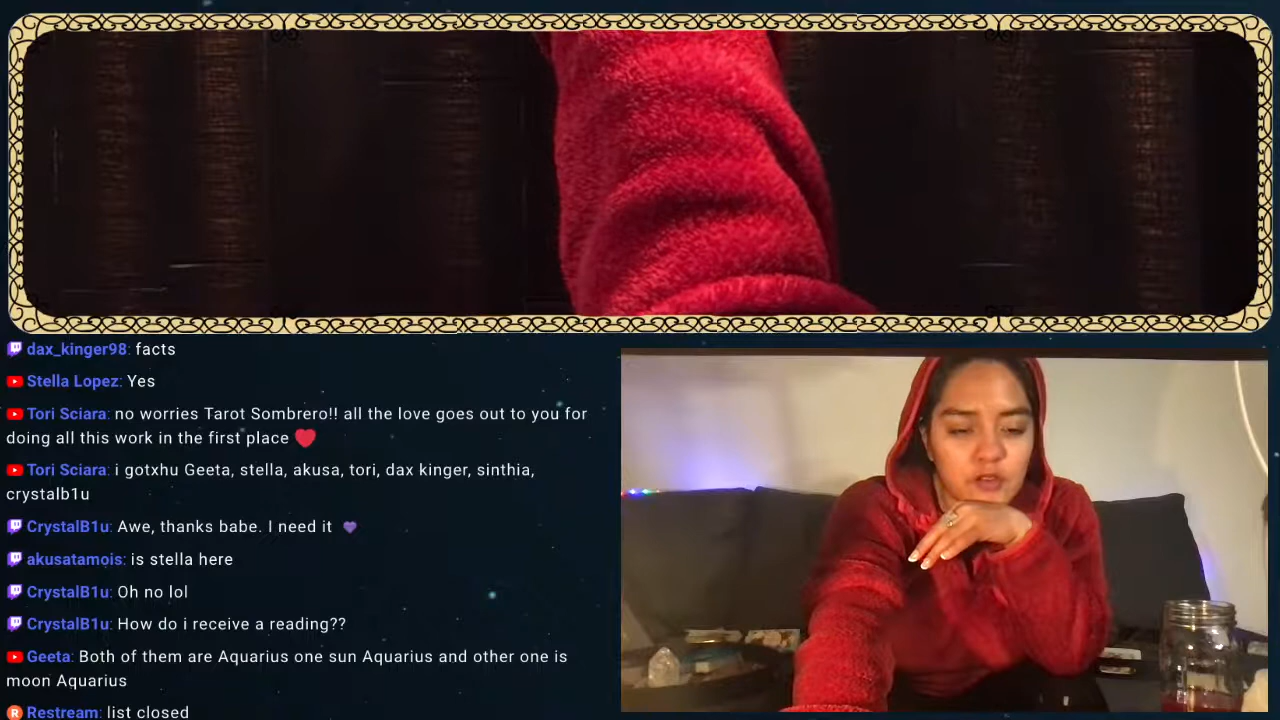 dax_kinger98: facts
Stella Lopez: Yes
Tori Sciara: no worries Tarot Sombrero!! all the love goes out to you for
doing all this work in the first place ❤️
Tori Sciara: i gotxhu Geeta, stella, akusa, tori, dax kinger, sinthia,
crystalb1u
CrystalB1u: Awe, thanks babe. I need it 💜
akusatamois: is stella here
CrystalB1u: Oh no lol
CrystalB1u: How do i receive a reading??
Geeta: Both of them are Aquarius one sun Aquarius and other one is
moon Aquarius
R Restream: list closed